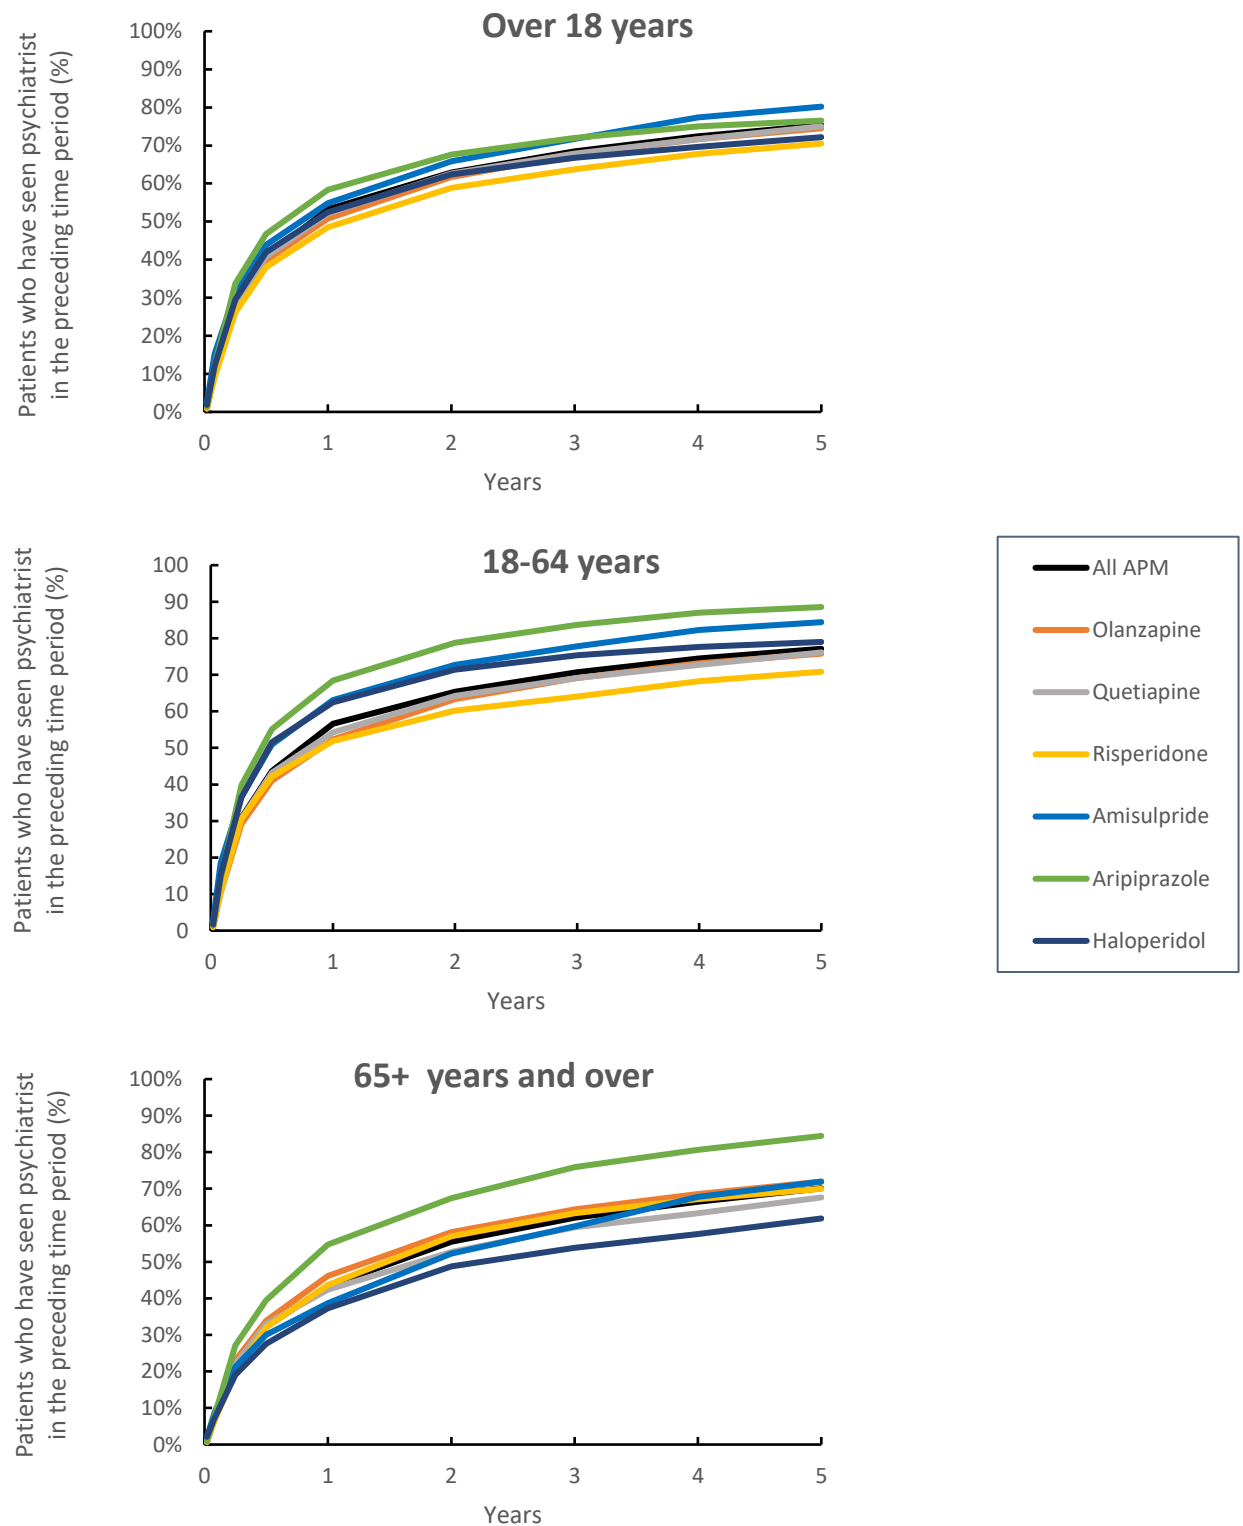 Over 18 years
Patients who have seen psychiatrist
in the preceding time period (%)
100%
90%
80%
70%
60%
50%
40%
30%
20%
10%
0%
0 1 2 3 4 5
Years
18-64 years
Patients who have seen psychiatrist
in the preceding time period (%)
100
90
80
70
60
50
40
30
20
10
0
0 1 2 3 4 5
Years
All APM
Olanzapine
Quetiapine
Risperidone
Amisulpride
Aripiprazole
Haloperidol
65+ years and over
Patients who have seen psychiatrist
in the preceding time period (%)
100%
90%
80%
70%
60%
50%
40%
30%
20%
10%
0%
0 1 2 3 4 5
Years